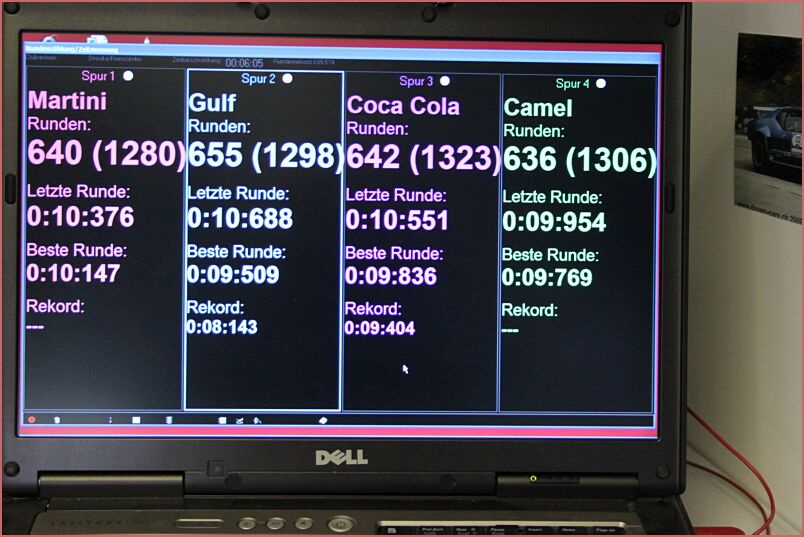 Rundenzählung/Zeitmessung
00:06:05
Spur 1
Martini
Runden:
640 (1280)
Letzte Runde:
0:10:376
Beste Runde:
0:10:147
Rekord:
---
Spur 2
Gulf
Runden:
655 (1298)
Letzte Runde:
0:10:688
Beste Runde:
0:09:509
Rekord:
0:08:143
Spur 3
Coca Cola
Runden:
642 (1323)
Letzte Runde:
0:10:551
Beste Runde:
0:09:836
Rekord:
0:09:404
Spur 4
Camel
Runden:
636 (1306)
Letzte Runde:
0:09:954
Beste Runde:
0:09:769
Rekord:
---
DELL
LATITUDE